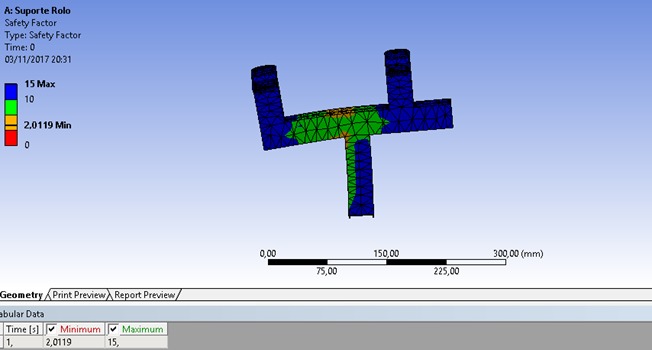 A: Suporte Rolo
Safety Factor
Type: Safety Factor
Time: 0
03/11/2017 20:31
15 Max
10
2,0119 Min
0
0,00 150,00 300,00 (mm)
75,00 225,00
Geometry Print Preview Report Preview
abular Data
Time [s] Minimum Maximum
1, 2,0119 15,